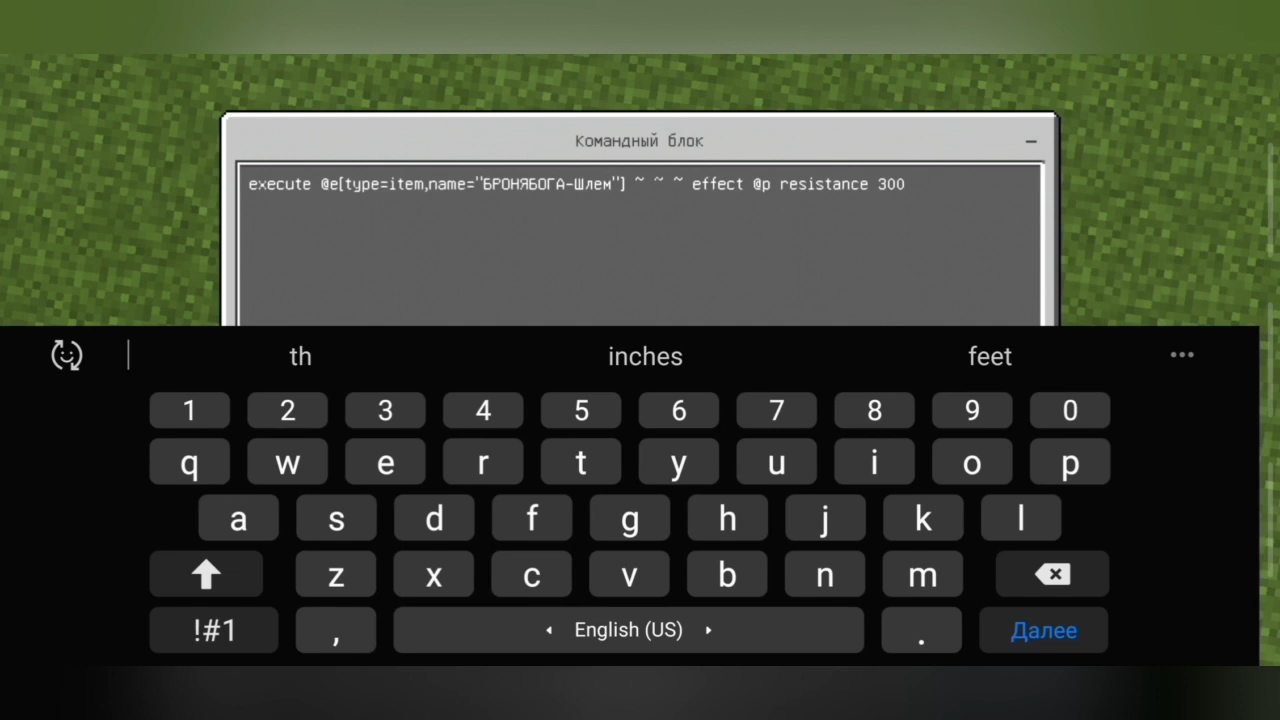 Командный блок
execute @e[type=item,name="БРОНЯБОГА-Шлем"] ~ ~ ~ effect @p resistance 300
th inches feet
1 2 3 4 5 6 7 8 9 0
q w e r t y u i o p
a s d f g h j k l
z x c v b n m
!#1 , English (US) . Далее